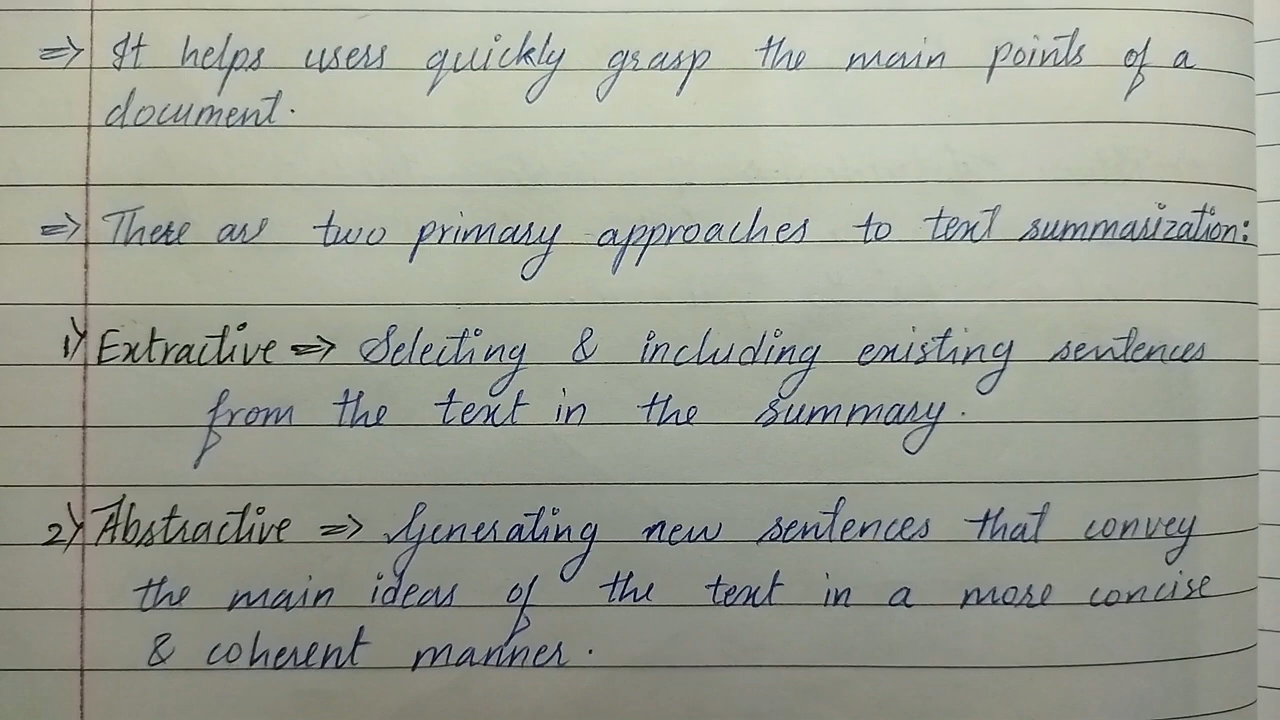 => It helps users quickly grasp the main points of a
document.
=> There are two primary approaches to text summarization:
1) Extractive => Selecting & including existing sentences
from the text in the summary.
2) Abstractive => Generating new sentences that convey
the main ideas of the text in a more concise
& coherent manner.